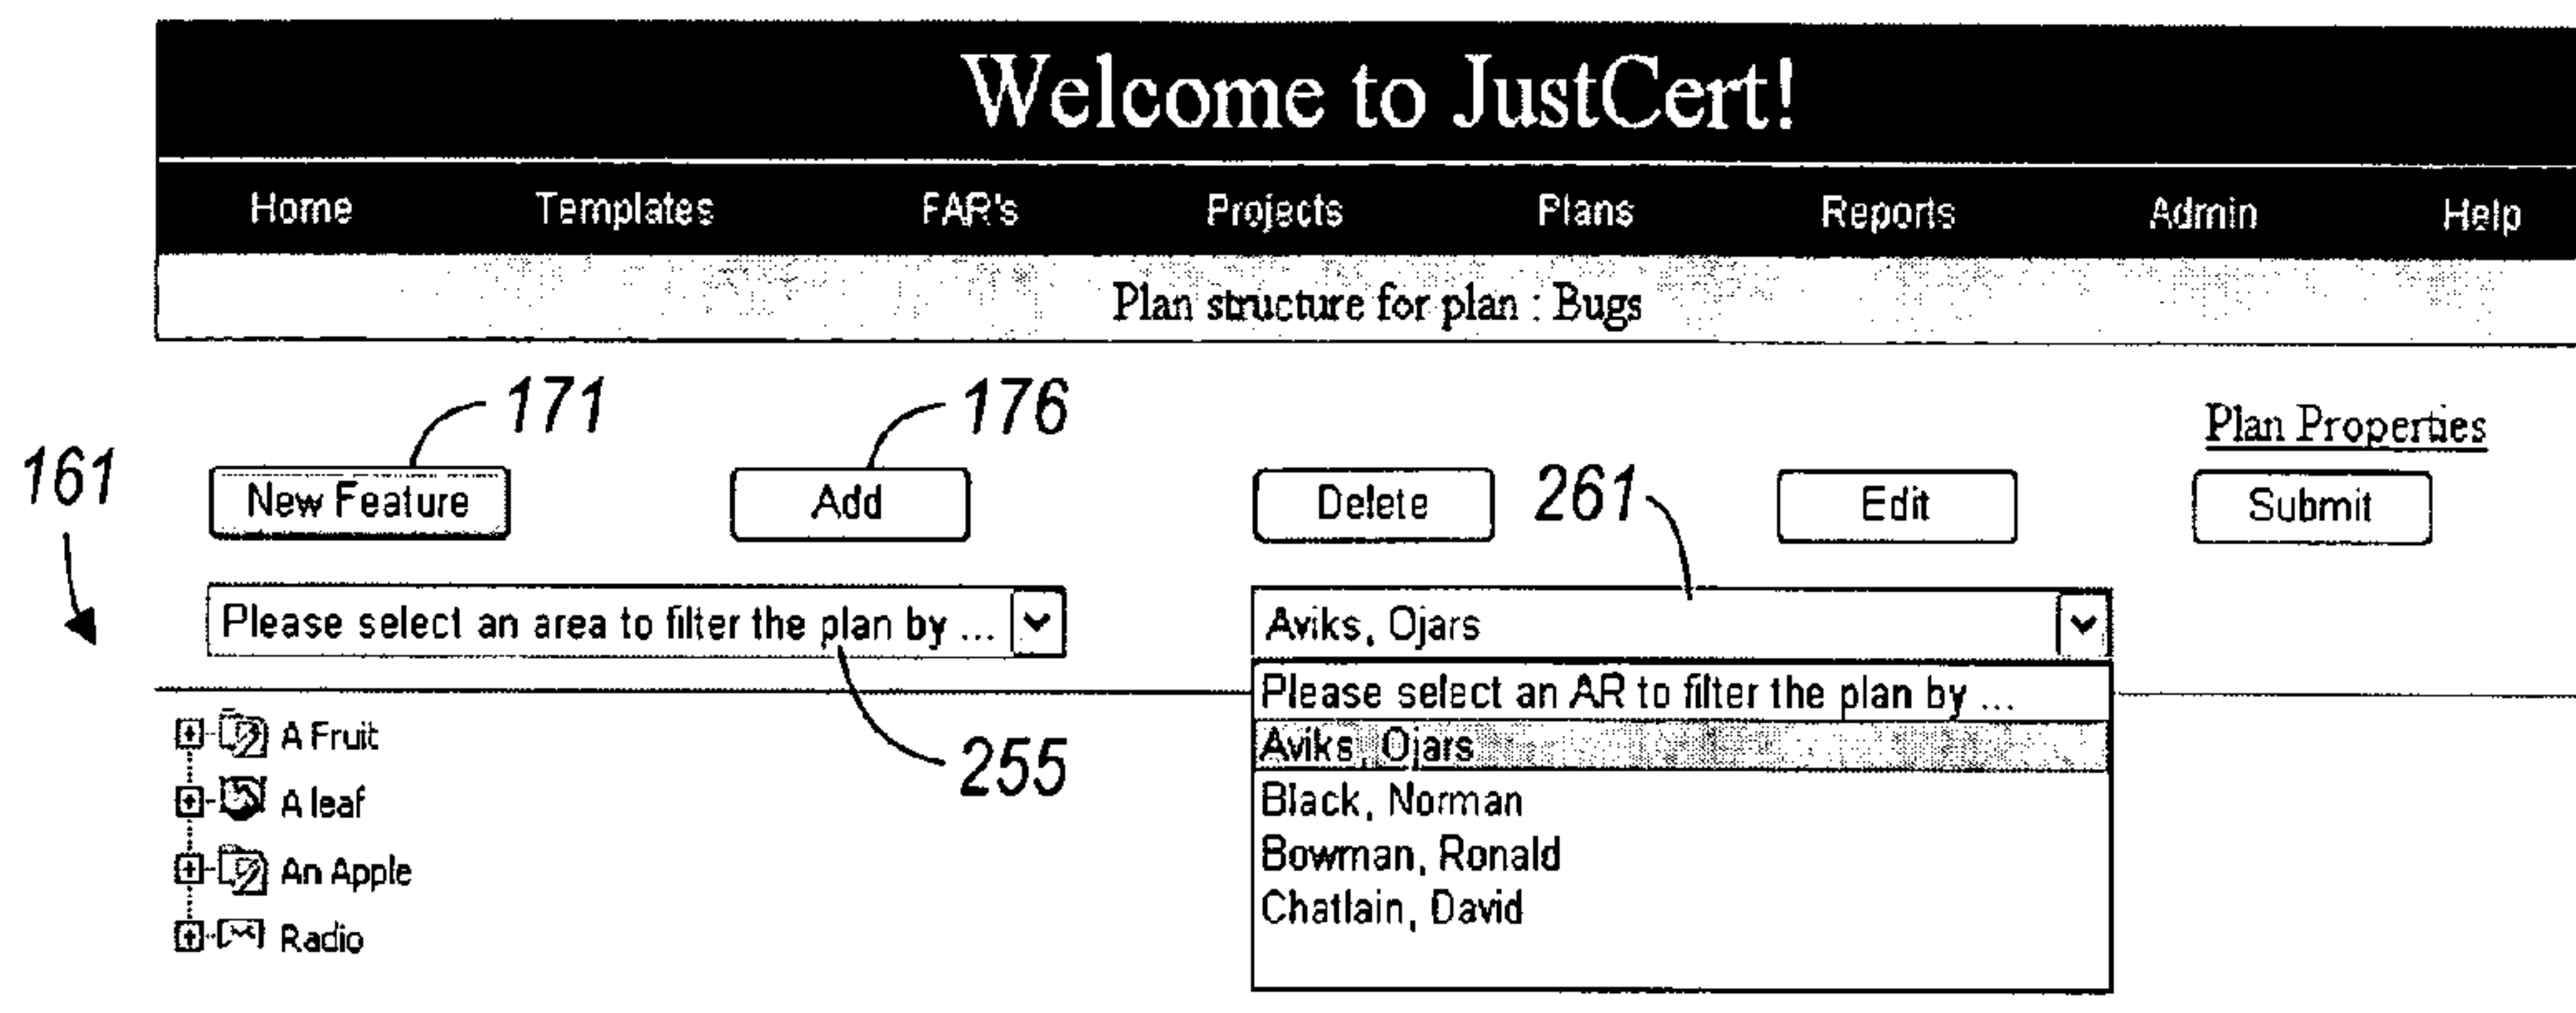 Welcome to JustCert!
Home Templates FAR's Projects Plans Reports Admin Help
Plan structure for plan : Bugs
171 176
Plan Properties
161
New Feature Add Delete 261 Edit Submit
Please select an area to filter the plan by ... Aviks, Ojars
Please select an AR to filter the plan by ...
A Fruit Aviks, Ojars
255
A leaf Black, Norman
An Apple Bowman, Ronald
Radio Chatlain, David